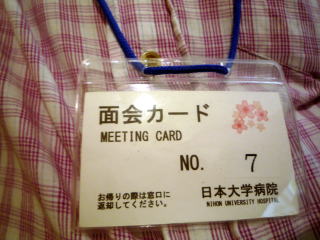 面会カード
MEETING CARD
NO. 7
お帰りの際は窓口に
返却してください。
日本大学病院
NIHON UNIVERSITY HOSPITAL